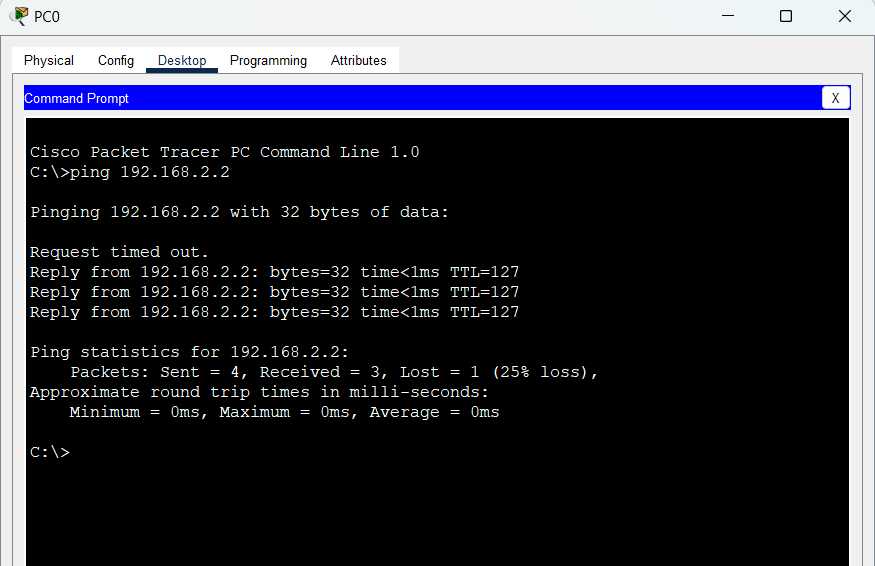 PC0
Physical Config Desktop Programming Attributes
Command Prompt
X
Cisco Packet Tracer PC Command Line 1.0
C:\>ping 192.168.2.2
Pinging 192.168.2.2 with 32 bytes of data:
Request timed out.
Reply from 192.168.2.2: bytes=32 time<1ms TTL=127
Reply from 192.168.2.2: bytes=32 time<1ms TTL=127
Reply from 192.168.2.2: bytes=32 time<1ms TTL=127
Ping statistics for 192.168.2.2:
    Packets: Sent = 4, Received = 3, Lost = 1 (25% loss),
Approximate round trip times in milli-seconds:
    Minimum = 0ms, Maximum = 0ms, Average = 0ms
C:\>